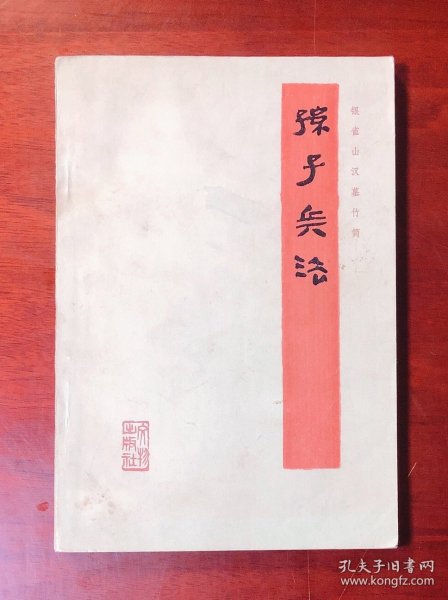 银雀山汉墓竹简
孫子兵法
文物
出版社
孔夫子旧书网
www.kongfz.com